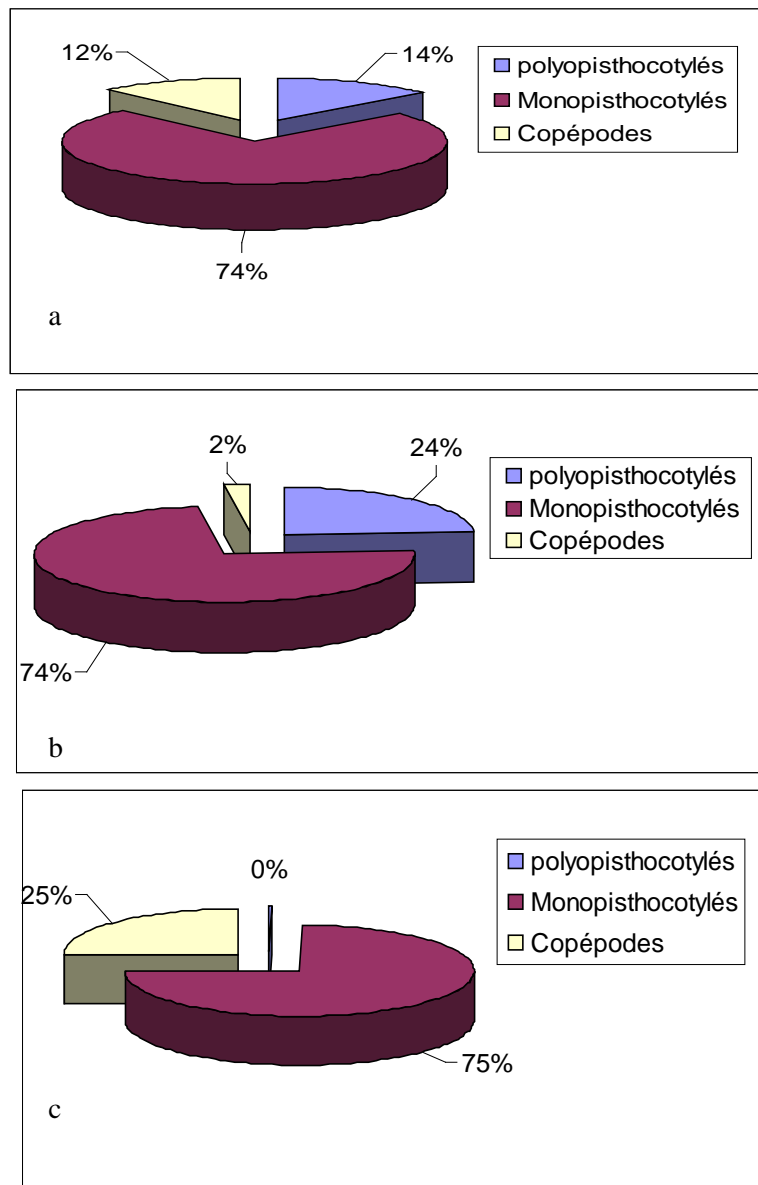 12%
14%
polyopisthocotylés
Monopisthocotylés
Copépodes
74%
a
2%
24%
polyopisthocotylés
Monopisthocotylés
Copépodes
74%
b
0%
25%
polyopisthocotylés
Monopisthocotylés
Copépodes
75%
c